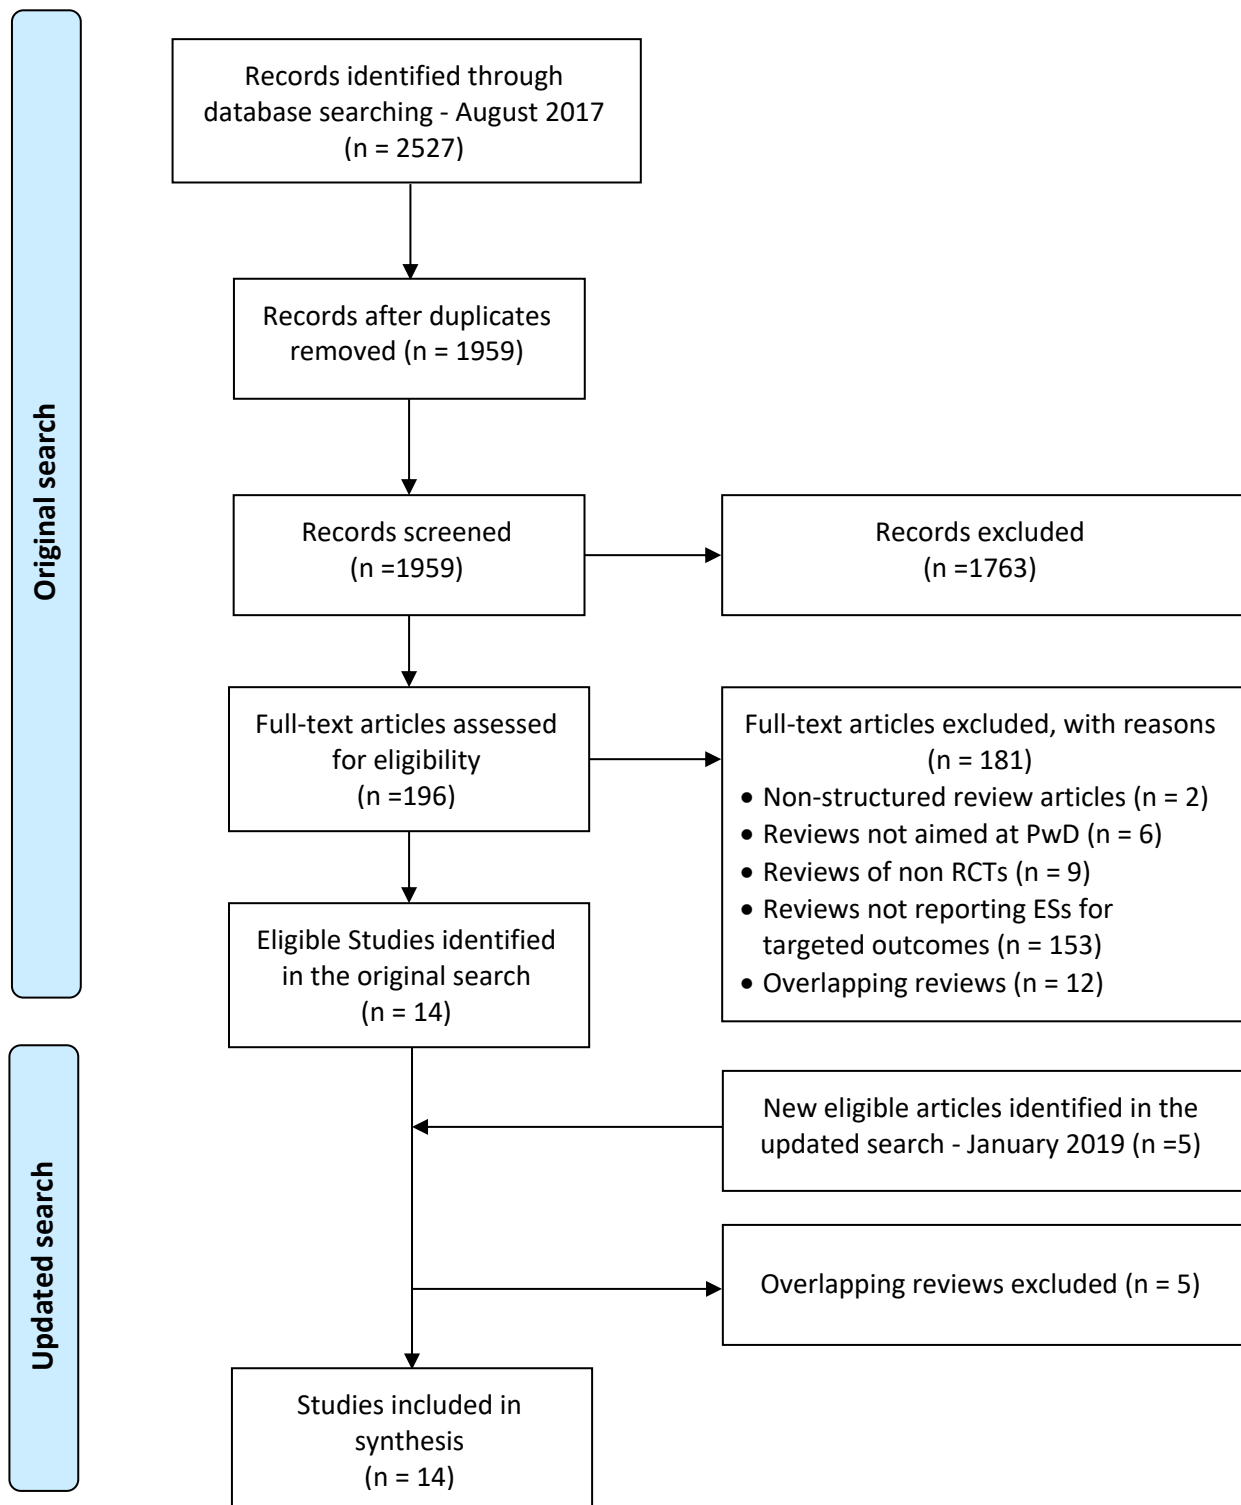 Original search
Records identified through
database searching - August 2017
(n = 2527)
Records after duplicates
removed (n = 1959)
Records screened
(n =1959)
Records excluded
(n =1763)
Full-text articles assessed
for eligibility
(n =196)
Full-text articles excluded, with reasons
(n = 181)
• Non-structured review articles (n = 2)
• Reviews not aimed at PwD (n = 6)
• Reviews of non RCTs (n = 9)
• Reviews not reporting ESs for
targeted outcomes (n = 153)
• Overlapping reviews (n = 12)
Eligible Studies identified
in the original search
(n = 14)
Updated search
New eligible articles identified in the
updated search - January 2019 (n =5)
Overlapping reviews excluded (n = 5)
Studies included in
synthesis
(n = 14)